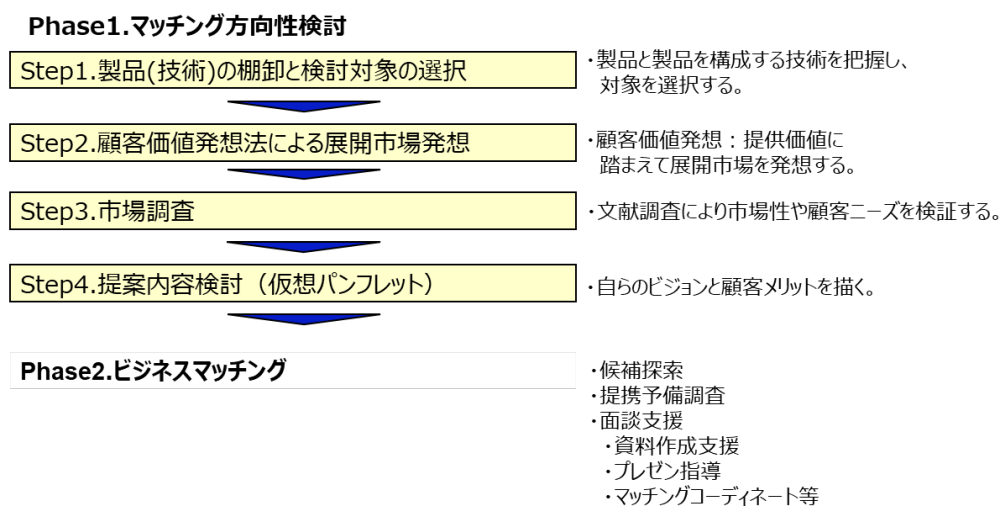 Phase1.マッチング方向性検討
Step1.製品(技術)の棚卸と検討対象の選択
・製品と製品を構成する技術を把握し、
対象を選択する。
Step2.顧客価値発想法による展開市場発想
・顧客価値発想：提供価値に
踏まえて展開市場を発想する。
Step3.市場調査
・文献調査により市場性や顧客ニーズを検証する。
Step4.提案内容検討（仮想パンフレット）
・自らのビジョンと顧客メリットを描く。
Phase2.ビジネスマッチング
・候補探索
・提携予備調査
・面談支援
・資料作成支援
・プレゼン指導
・マッチングコーディネート等